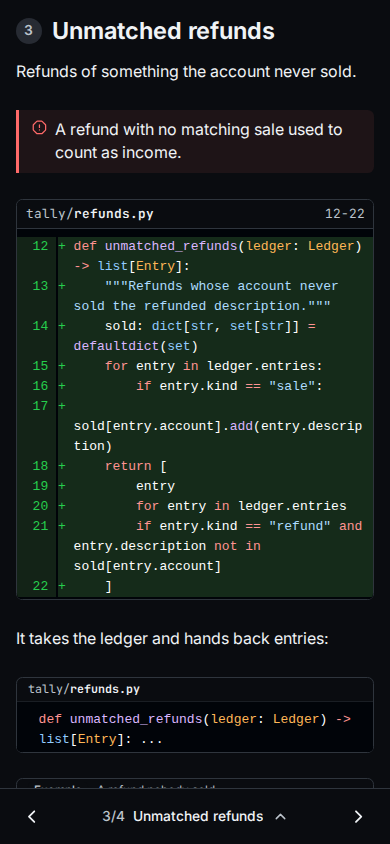 3 Unmatched refunds
Refunds of something the account never sold.
A refund with no matching sale used to
count as income.
tally/refunds.py 12-22
12 + def unmatched_refunds(ledger: Ledger)
-> list[Entry]:
13 + """Refunds whose account never
sold the refunded description."""
14 + sold: dict[str, set[str]] =
defaultdict(set)
15 + for entry in ledger.entries:
16 + if entry.kind == "sale":
17 +
sold[entry.account].add(entry.descrip
tion)
18 + return [
19 + entry
20 + for entry in ledger.entries
21 + if entry.kind == "refund" and
entry.description not in
sold[entry.account]
22 + ]
It takes the ledger and hands back entries:
tally/refunds.py
def unmatched_refunds(ledger: Ledger) ->
list[Entry]: ...
3/4 Unmatched refunds